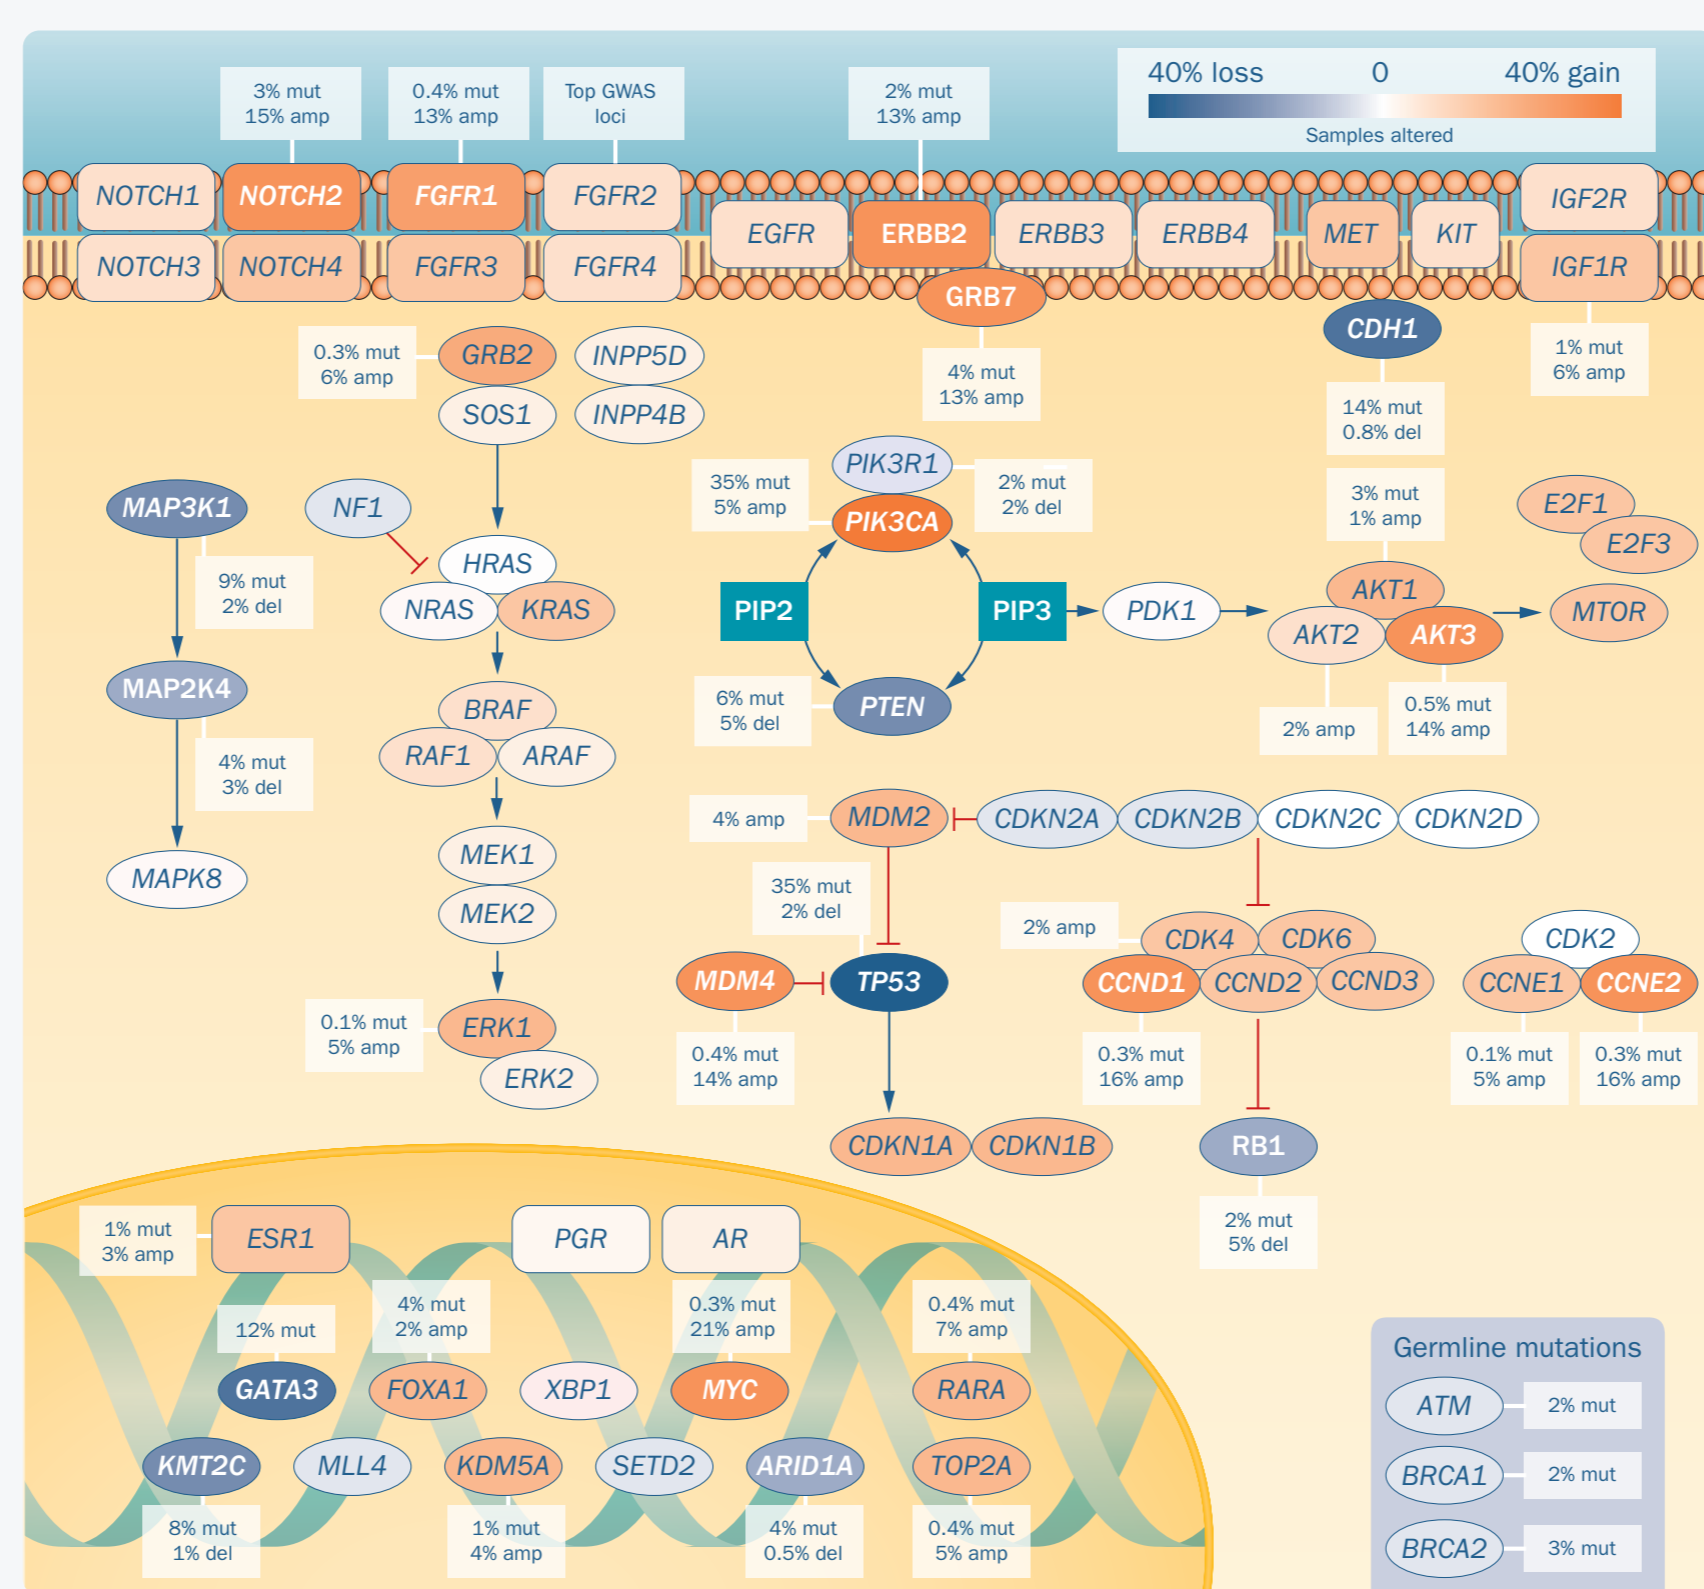 3% mut
15% amp
0.4% mut
13% amp
Top GWAS
loci
2% mut
13% amp
40% loss
0
40% gain
Samples altered
NOTCH1
NOTCH2
FGFR1
FGFR2
IGF2R
EGFR
ERBB2
ERBB3
ERBB4
MET
KIT
NOTCH3
NOTCH4
FGFR3
FGFR4
IGF1R
GRB7
CDH1
0.3% mut
6% amp
GRB2
INPP5D
4% mut
13% amp
1% mut
6% amp
SOS1
INPP4B
14% mut
0.8% del
PIK3R1
35% mut
5% amp
2% mut
2% del
PIK3CA
3% mut
1% amp
E2F1
E2F3
MAP3K1
NF1
9% mut
2% del
HRAS
NRAS
KRAS
PIP2
PIP3
PDK1
AKT1
AKT2
AKT3
MTOR
MAP2K4
BRAF
RAF1
ARAF
6% mut
5% del
PTEN
2% amp
0.5% mut
14% amp
4% mut
3% del
4% amp
MDM2
CDKN2A
CDKN2B
CDKN2C
CDKN2D
MAPK8
MEK1
MEK2
35% mut
2% del
2% amp
CDK4
CDK6
CDK2
MDM4
TP53
CCND1
CCND2
CCND3
CCNE1
CCNE2
0.1% mut
5% amp
ERK1
ERK2
0.4% mut
14% amp
0.3% mut
16% amp
0.1% mut
5% amp
0.3% mut
16% amp
CDKN1A
CDKN1B
RB1
2% mut
5% del
1% mut
3% amp
ESR1
PGR
AR
12% mut
4% mut
2% amp
0.3% mut
21% amp
0.4% mut
7% amp
GATA3
FOXA1
XBP1
MYC
RARA
KMT2C
MLL4
KDM5A
SETD2
ARID1A
TOP2A
8% mut
1% del
1% mut
4% amp
4% mut
0.5% del
0.4% mut
5% amp
Germline mutations
ATM
2% mut
BRCA1
2% mut
BRCA2
3% mut